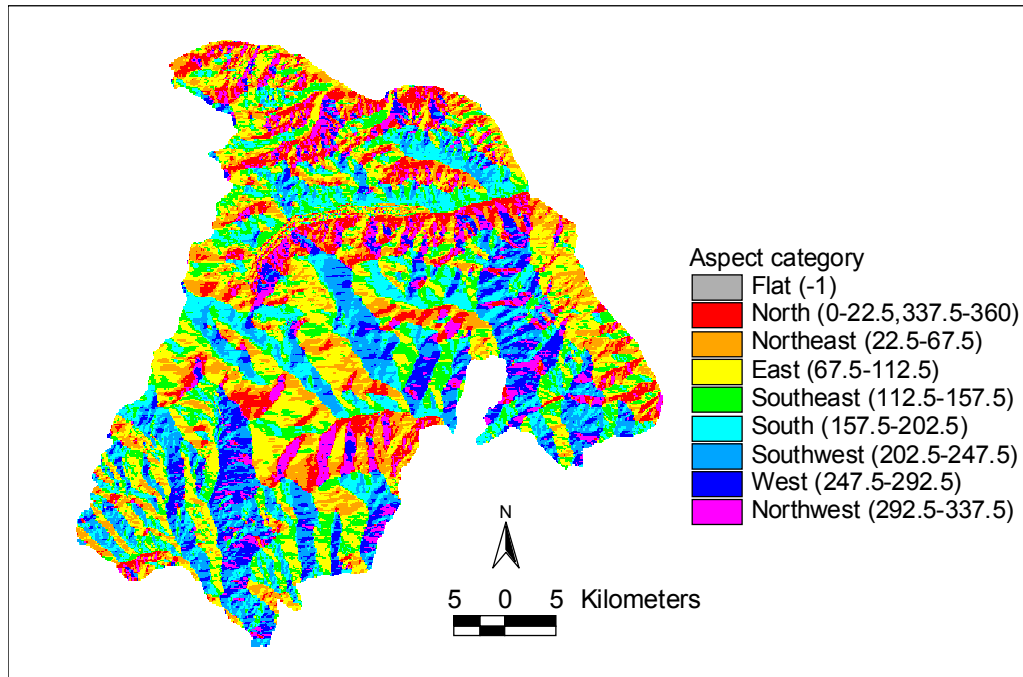 Aspect category
Flat (-1)
North (0-22.5,337.5-360)
Northeast (22.5-67.5)
East (67.5-112.5)
Southeast (112.5-157.5)
South (157.5-202.5)
Southwest (202.5-247.5)
West (247.5-292.5)
Northwest (292.5-337.5)
N
5 0 5 Kilometers